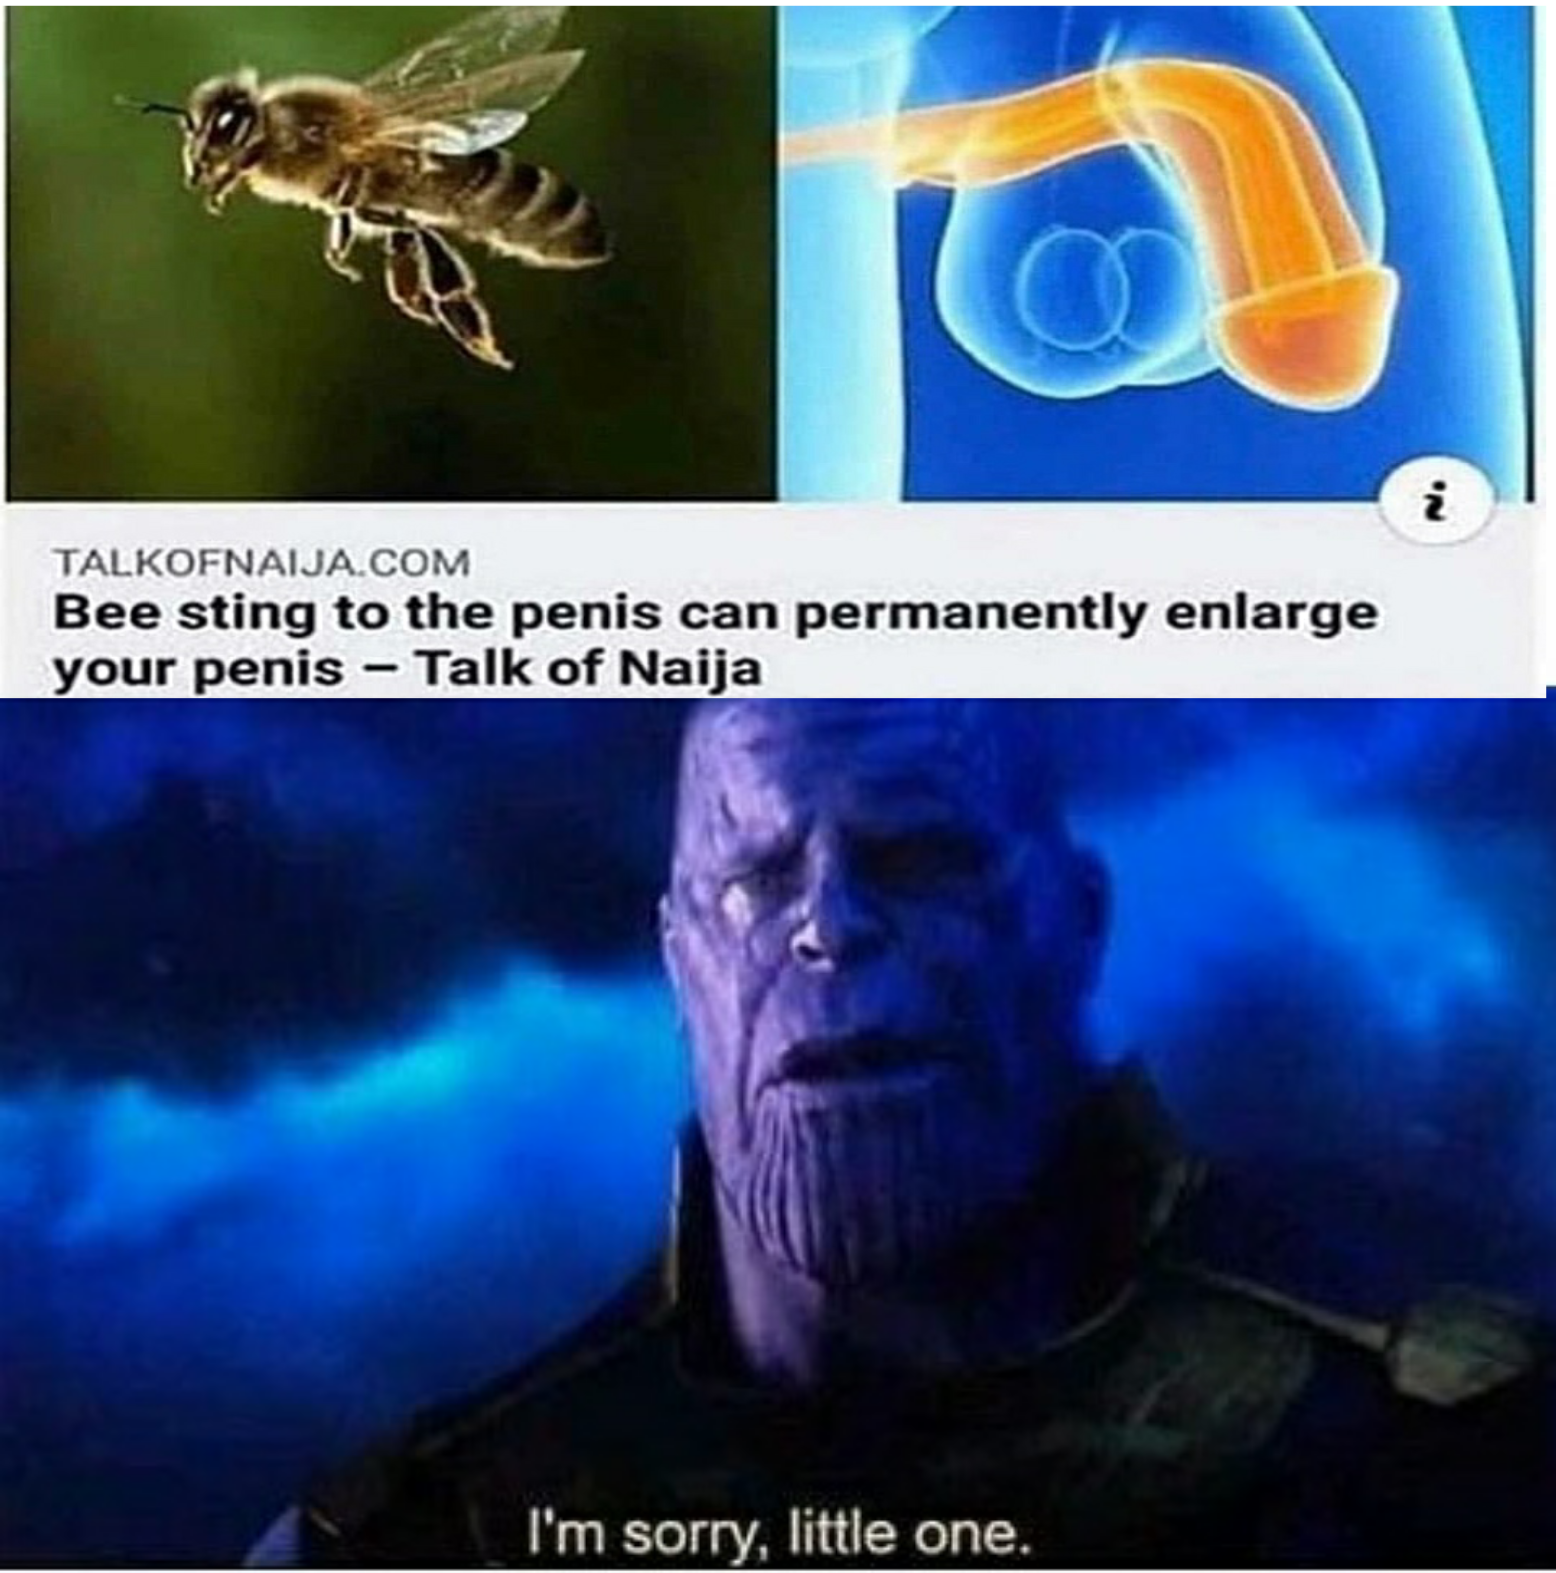 i
TALKOFNAIJA.COM
Bee sting to the penis can permanently enlarge
your penis – Talk of Naija
I'm sorry, little one.